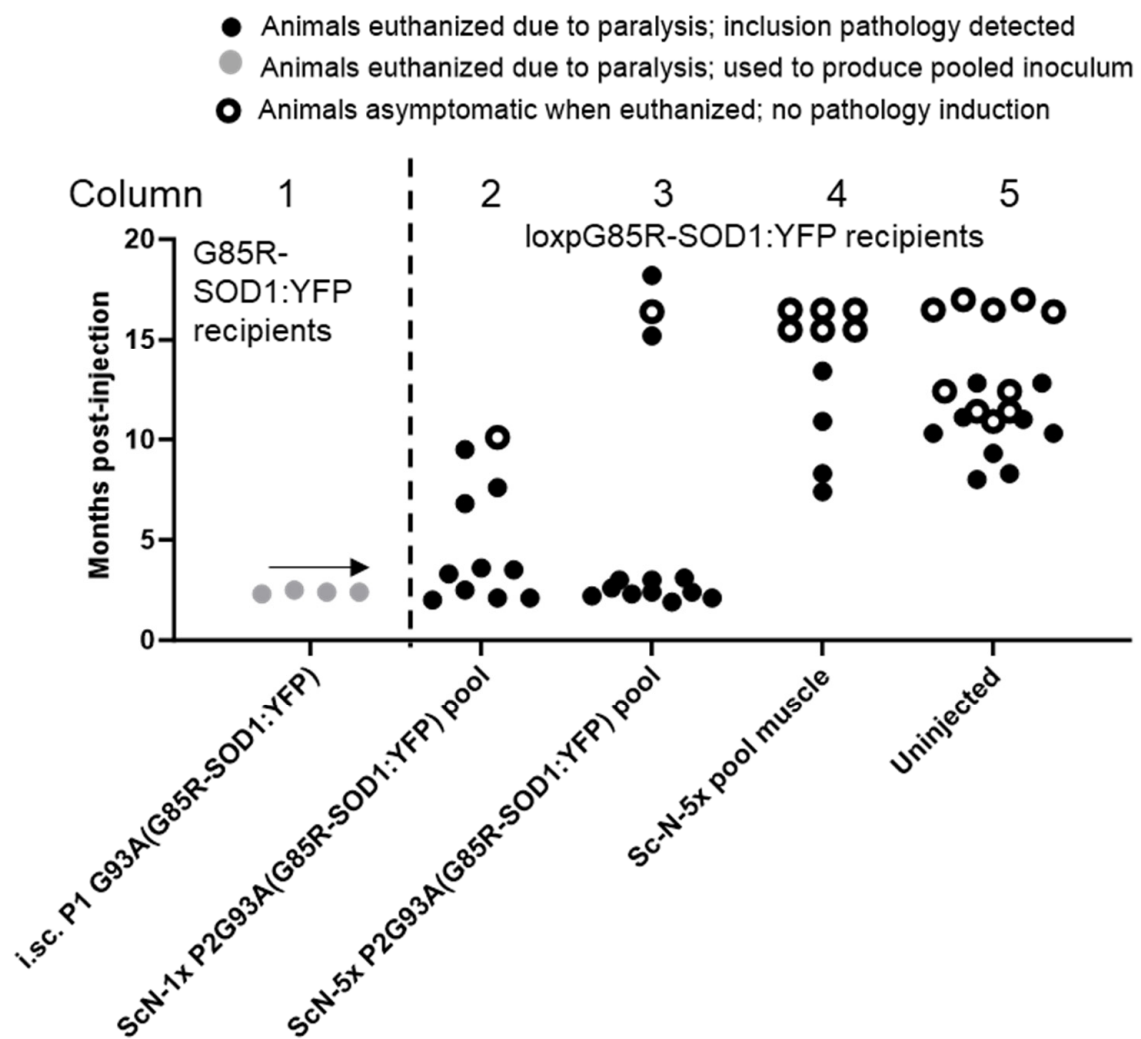 Animals euthanized due to paralysis; inclusion pathology detected
Animals euthanized due to paralysis; used to produce pooled inoculum
Animals asymptomatic when euthanized; no pathology induction
Column 1 2 3 4 5
G85R-
SOD1:YFP
recipients
loxpG85R-SOD1:YFP recipients
Months post-injection
20
15
10
5
0
i.sc. P1 G93A(G85R-SOD1:YFP)
ScN-1x P2G93A(G85R-SOD1:YFP) pool
ScN-5x P2G93A(G85R-SOD1:YFP) pool
Sc-N-5x pool muscle
Uninjected